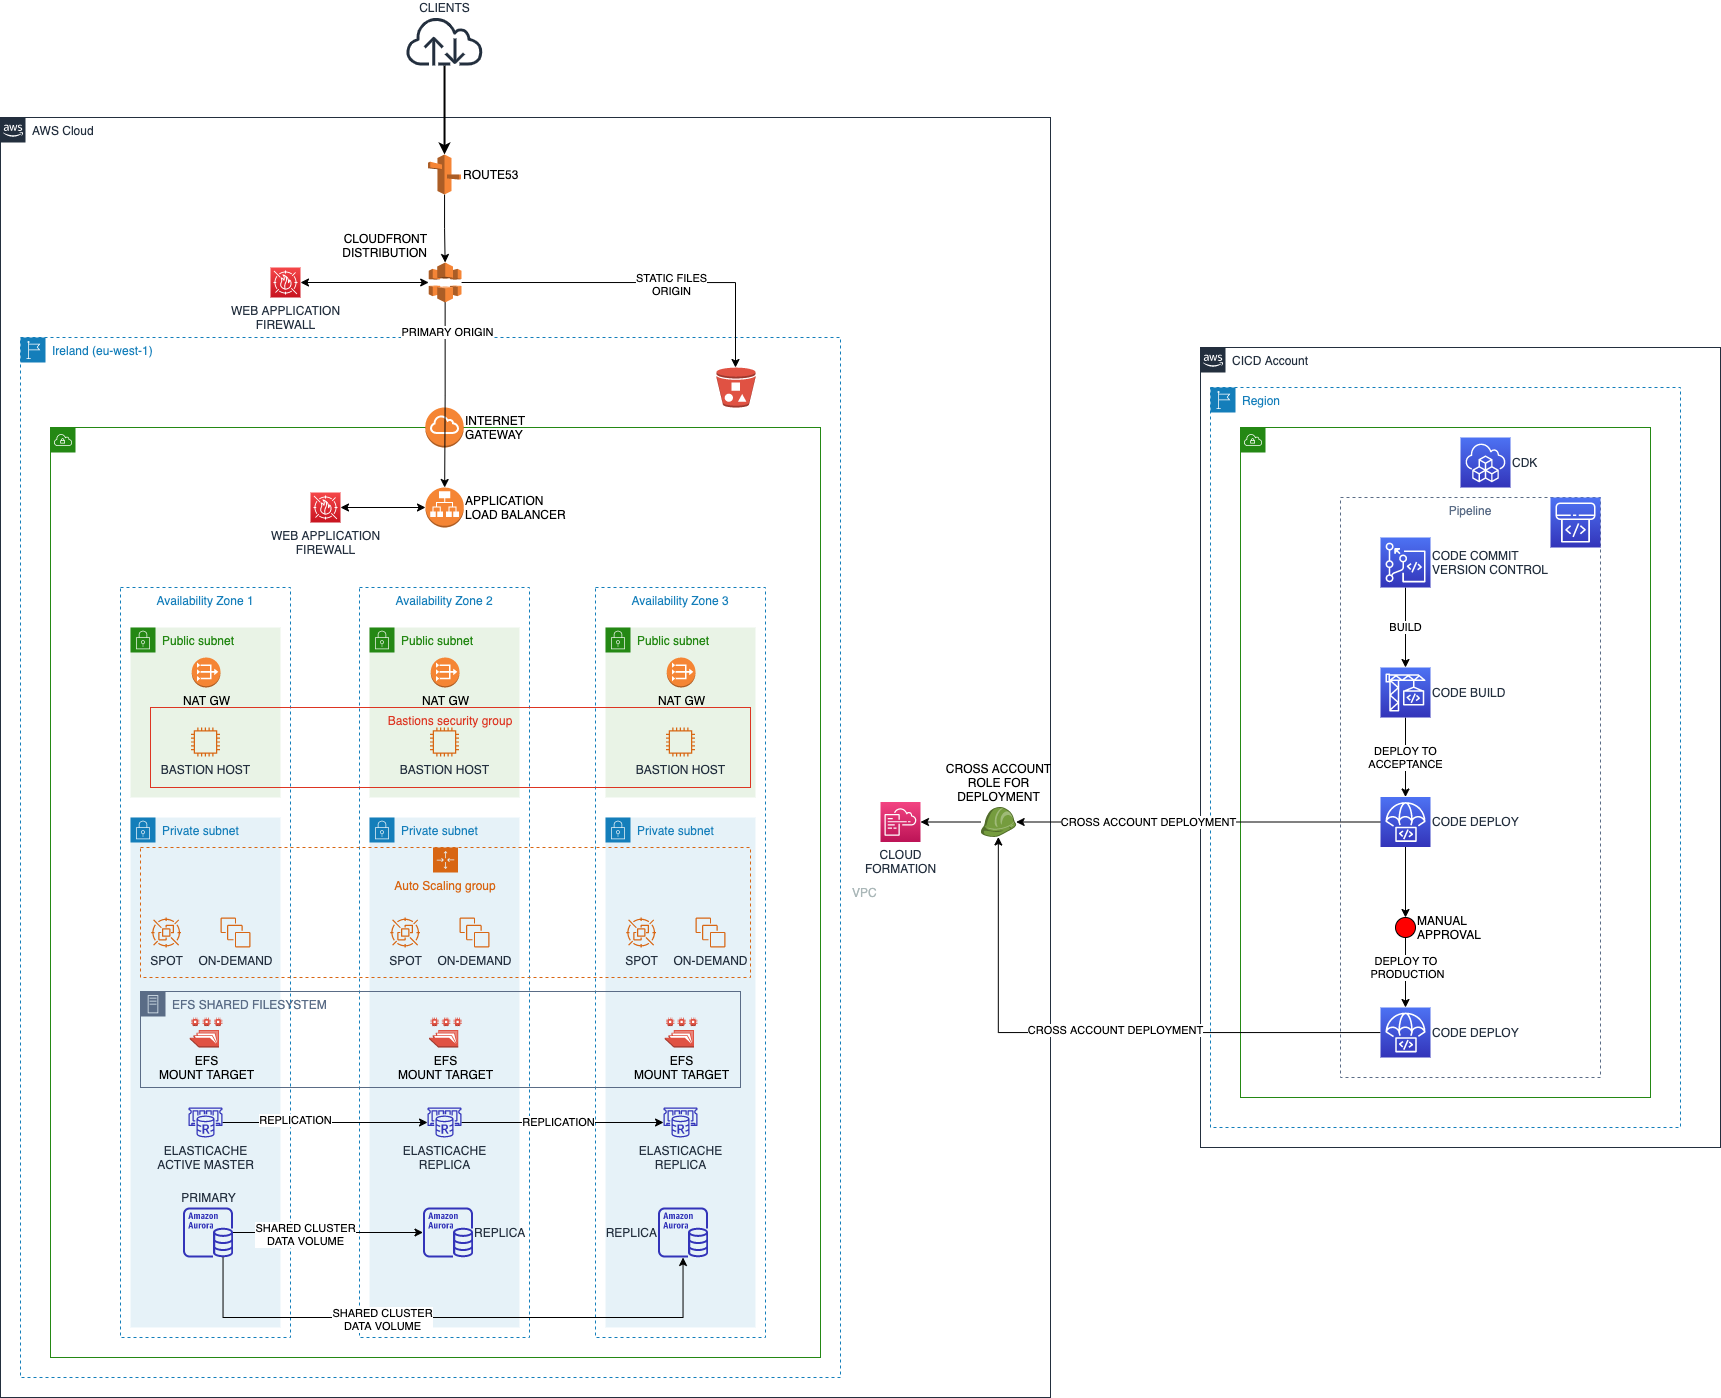 CLIENTS
aws
AWS Cloud
ROUTE53
CLOUDFRONT
DISTRIBUTION
STATIC FILES
ORIGIN
WEB APPLICATION
FIREWALL
PRIMARY ORIGIN
Ireland (eu-west-1)
INTERNET
GATEWAY
APPLICATION
LOAD BALANCER
WEB APPLICATION
FIREWALL
Availability Zone 1
Availability Zone 2
Availability Zone 3
Public subnet
Public subnet
Public subnet
NAT GW
NAT GW
NAT GW
Bastions security group
BASTION HOST
BASTION HOST
BASTION HOST
Private subnet
Private subnet
Private subnet
Auto Scaling group
SPOT
ON-DEMAND
SPOT
ON-DEMAND
SPOT
ON-DEMAND
EFS SHARED FILESYSTEM
EFS
MOUNT TARGET
EFS
MOUNT TARGET
EFS
MOUNT TARGET
R
REPLICATION
R
REPLICATION
R
ELASTICACHE
ACTIVE MASTER
ELASTICACHE
REPLICA
ELASTICACHE
REPLICA
PRIMARY
Amazon
Aurora
SHARED CLUSTER
DATA VOLUME
Amazon
Aurora
REPLICA
REPLICA
Amazon
Aurora
SHARED CLUSTER
DATA VOLUME
CROSS ACCOUNT
ROLE FOR
DEPLOYMENT
CLOUD
FORMATION
VPC
CROSS ACCOUNT DEPLOYMENT
CROSS ACCOUNT DEPLOYMENT
aws
CICD Account
Region
CDK
Pipeline
CODE COMMIT
VERSION CONTROL
BUILD
CODE BUILD
DEPLOY TO
ACCEPTANCE
CODE DEPLOY
MANUAL
APPROVAL
DEPLOY TO
PRODUCTION
CODE DEPLOY